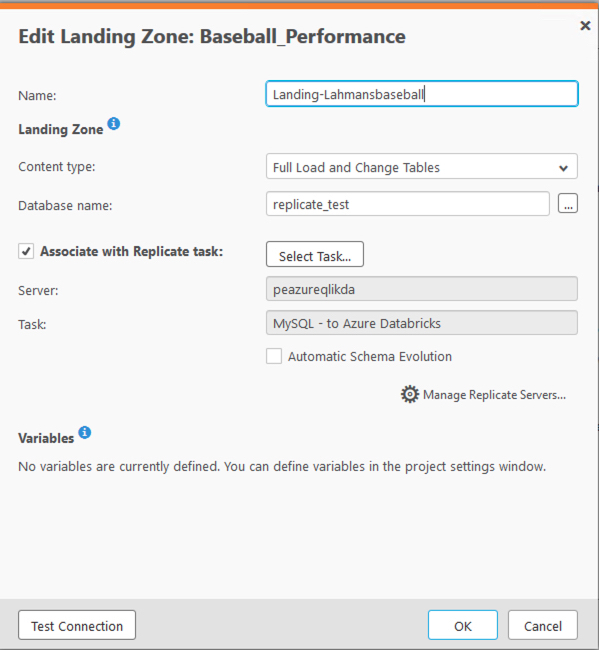 Edit Landing Zone: Baseball_Performance
Name: Landing-Lahmansbaseball
Landing Zone
Content type: Full Load and Change Tables
Database name: replicate_test ...
Associate with Replicate task: Select Task...
Server: peazureqlikda
Task: MySQL - to Azure Databricks
Automatic Schema Evolution
Manage Replicate Servers...
Variables
No variables are currently defined. You can define variables in the project settings window.
Test Connection OK Cancel